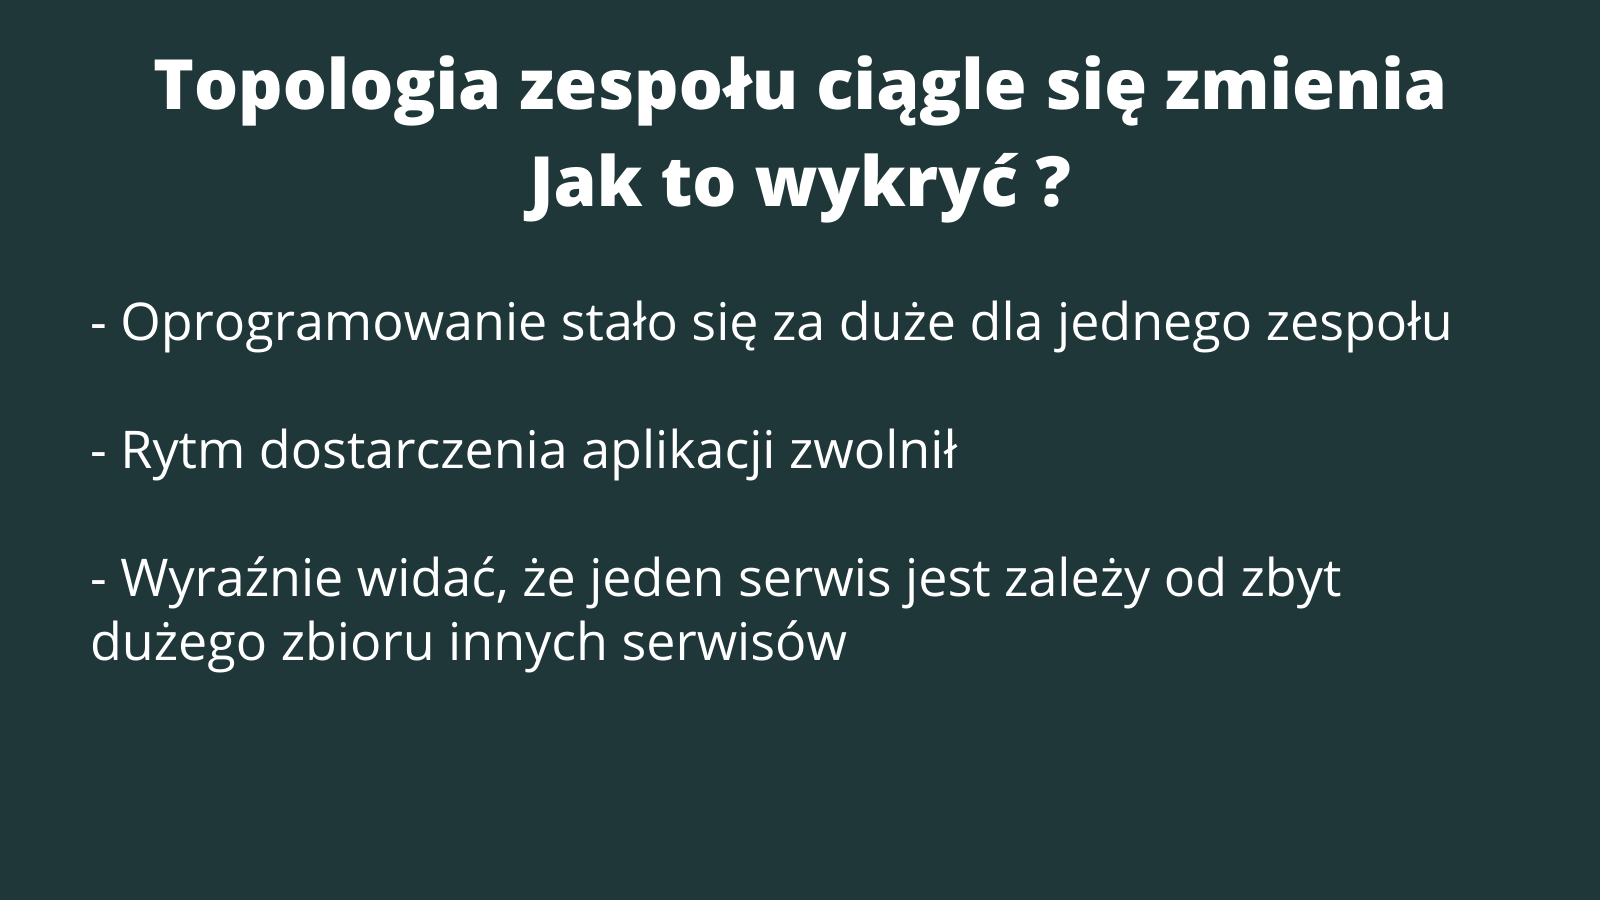 Topologia zespołu ciągle się zmienia
Jak to wykryć ?
- Oprogramowanie stało się za duże dla jednego zespołu
- Rytm dostarczenia aplikacji zwolnił
- Wyraźnie widać, że jeden serwis jest zależy od zbyt
dużego zbioru innych serwisów